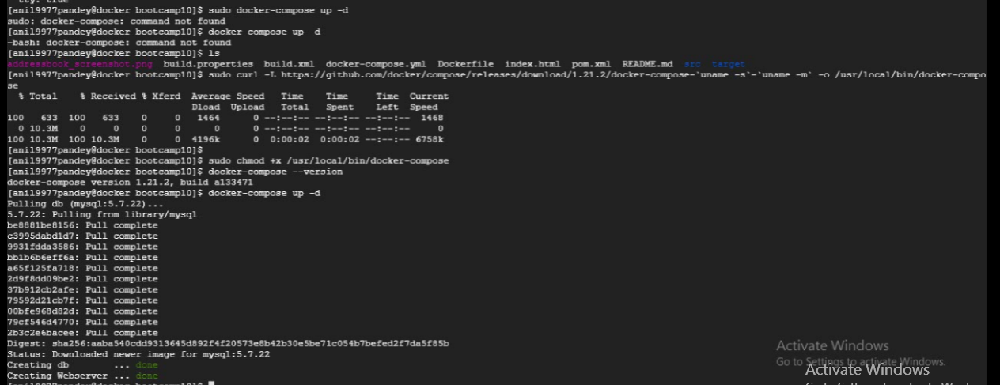 tty: true
[anil9977pandey@docker bootcamp10]$ sudo docker-compose up -d
sudo: docker-compose: command not found
[anil9977pandey@docker bootcamp10]$ docker-compose up -d
-bash: docker-compose: command not found
[anil9977pandey@docker bootcamp10]$ ls
addressbook_screenshot.png build.properties build.xml docker-compose.yml Dockerfile index.html pom.xml README.md src target
[anil9977pandey@docker bootcamp10]$ sudo curl -L https://github.com/docker/compose/releases/download/1.21.2/docker-compose-`uname -s`-`uname -m` -o /usr/local/bin/docker-compo
se
% Total % Received % Xferd Average Speed Time Time Time Current
Dload Upload Total Spent Left Speed
100 633 100 633 0 0 1464 0 --:--:-- --:--:-- --:--:-- 1468
0 10.3M 0 0 0 0 0 0 --:--:-- --:--:-- --:--:-- 0
100 10.3M 100 10.3M 0 0 4196k 0 0:00:02 0:00:02 --:--:-- 6758k
[anil9977pandey@docker bootcamp10]$
[anil9977pandey@docker bootcamp10]$ sudo chmod +x /usr/local/bin/docker-compose
[anil9977pandey@docker bootcamp10]$ docker-compose --version
docker-compose version 1.21.2, build a133471
[anil9977pandey@docker bootcamp10]$ docker-compose up -d
Pulling db (mysql:5.7.22)...
5.7.22: Pulling from library/mysql
be8881be8156: Pull complete
c3995dabd1d7: Pull complete
9931fdda3586: Pull complete
bb1b6b6eff6a: Pull complete
a65f125fa718: Pull complete
2d9f8dd09be2: Pull complete
37b912cb2afe: Pull complete
79592d21cb7f: Pull complete
00bfe968d82d: Pull complete
79cf546d4770: Pull complete
2b3c2e6bacee: Pull complete
Digest: sha256:aaba540cdd9313645d892f4f20573e8b42b30e5be71c054b7befed2f7da5f85b
Status: Downloaded newer image for mysql:5.7.22
Creating db ... done
Creating Webserver ... done
Activate Windows
Go to Settings to activate Windows.
Activate Windows